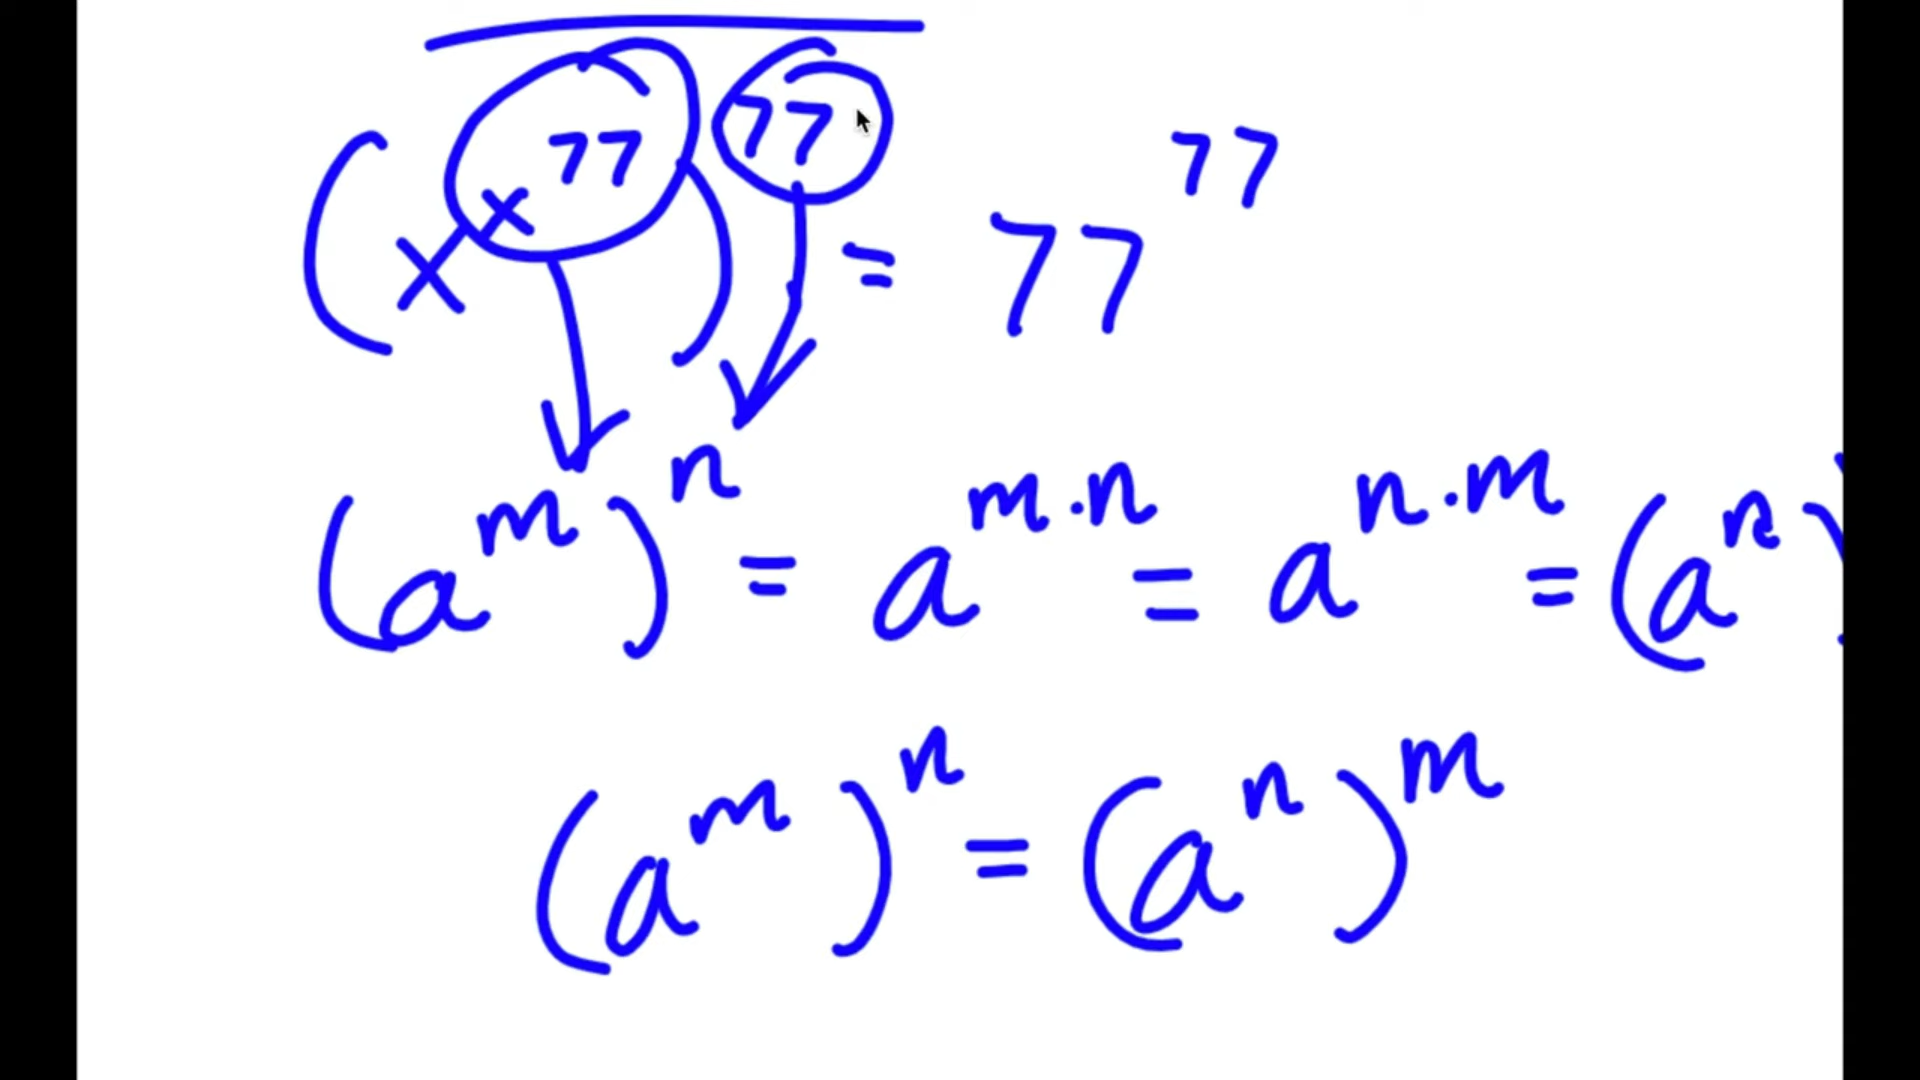 (x^{x^{77}})^{77} = 77^{77}
(a^m)^n = a^{m·n} = a^{n·m} = (a^n)
(a^m)^n = (a^n)^m